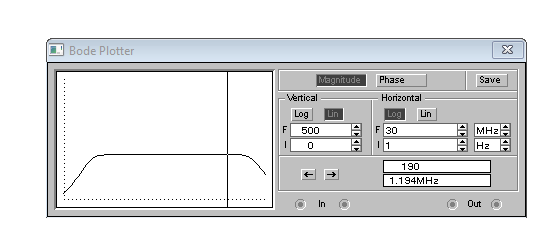 Bode Plotter
Magnitude Phase Save
Vertical Horizontal
Log Lin Log Lin
F 500 F 30 MHz
I 0 I 1 Hz
190
1.194MHz
In Out